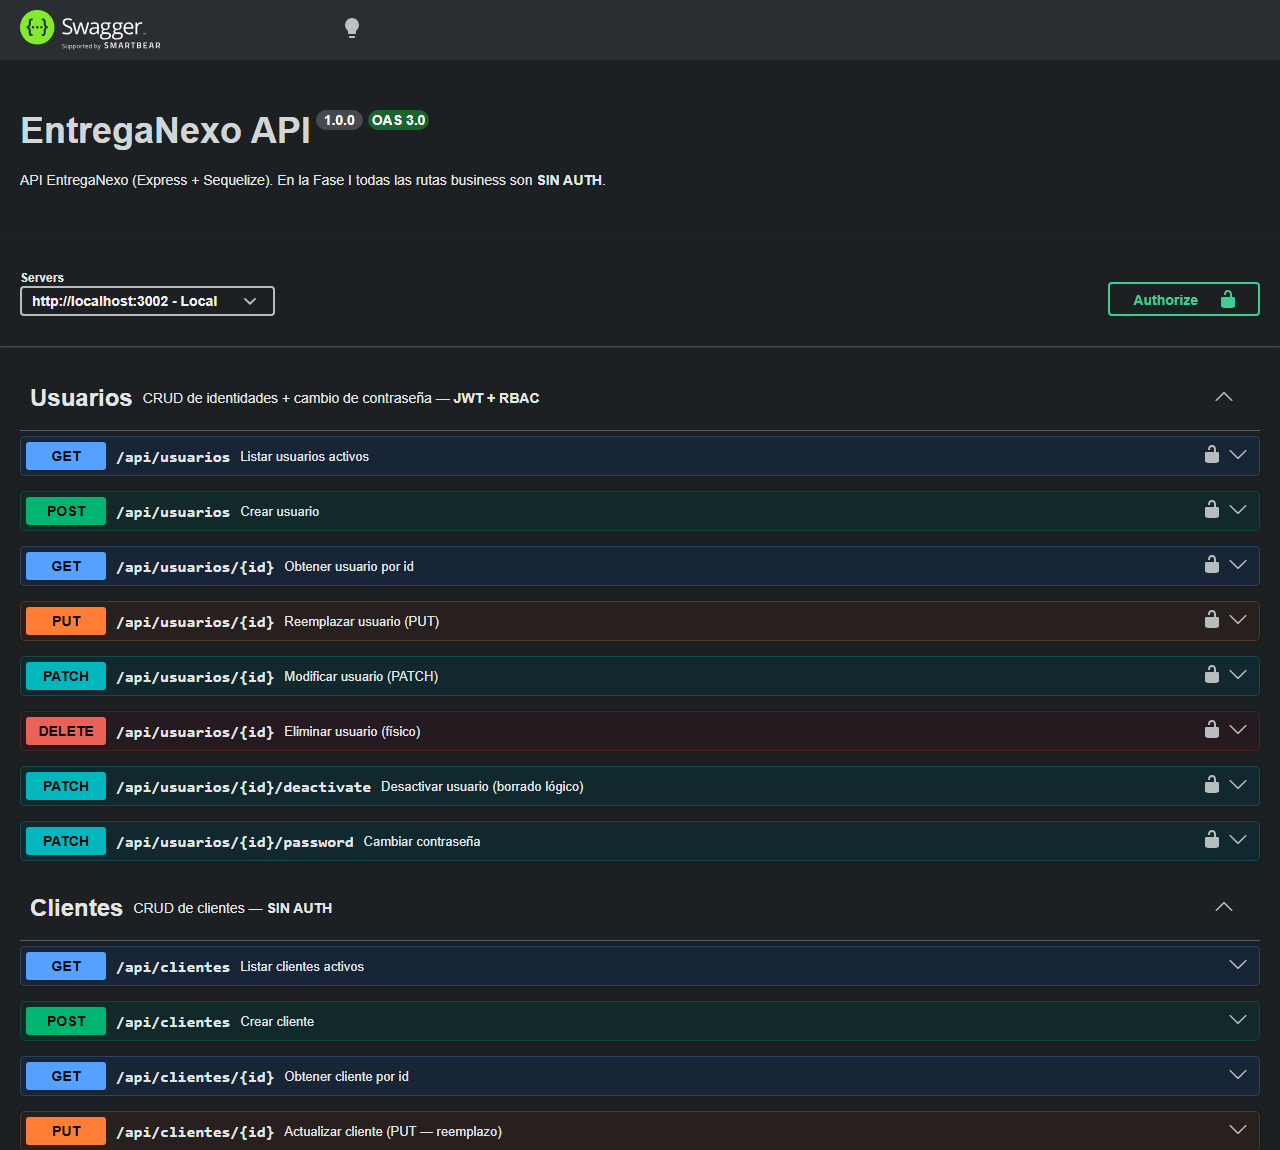 Swagger
Supported by SMARTBEAR
EntregaNexo API 1.0.0 OAS 3.0
API EntregaNexo (Express + Sequelize). En la Fase I todas las rutas business son SIN AUTH.
Servers
http://localhost:3002 - Local
Authorize
Usuarios CRUD de identidades + cambio de contraseña — JWT + RBAC
GET /api/usuarios Listar usuarios activos
POST /api/usuarios Crear usuario
GET /api/usuarios/{id} Obtener usuario por id
PUT /api/usuarios/{id} Reemplazar usuario (PUT)
PATCH /api/usuarios/{id} Modificar usuario (PATCH)
DELETE /api/usuarios/{id} Eliminar usuario (físico)
PATCH /api/usuarios/{id}/deactivate Desactivar usuario (borrado lógico)
PATCH /api/usuarios/{id}/password Cambiar contraseña
Clientes CRUD de clientes — SIN AUTH
GET /api/clientes Listar clientes activos
POST /api/clientes Crear cliente
GET /api/clientes/{id} Obtener cliente por id
PUT /api/clientes/{id} Actualizar cliente (PUT — reemplazo)